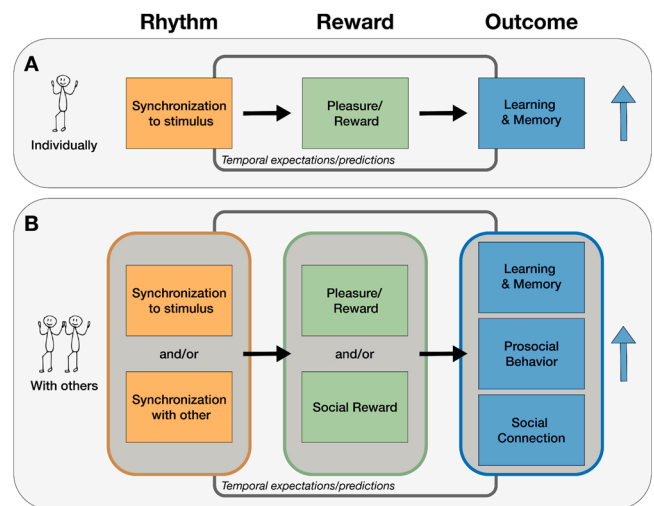 Rhythm Reward Outcome
A
Individually
Synchronization
to stimulus
Pleasure/
Reward
Learning
& Memory
Temporal expectations/predictions
B
With others
Synchronization
to stimulus
and/or
Synchronization
with other
Pleasure/
Reward
and/or
Social Reward
Learning
& Memory
Prosocial
Behavior
Social
Connection
Temporal expectations/predictions